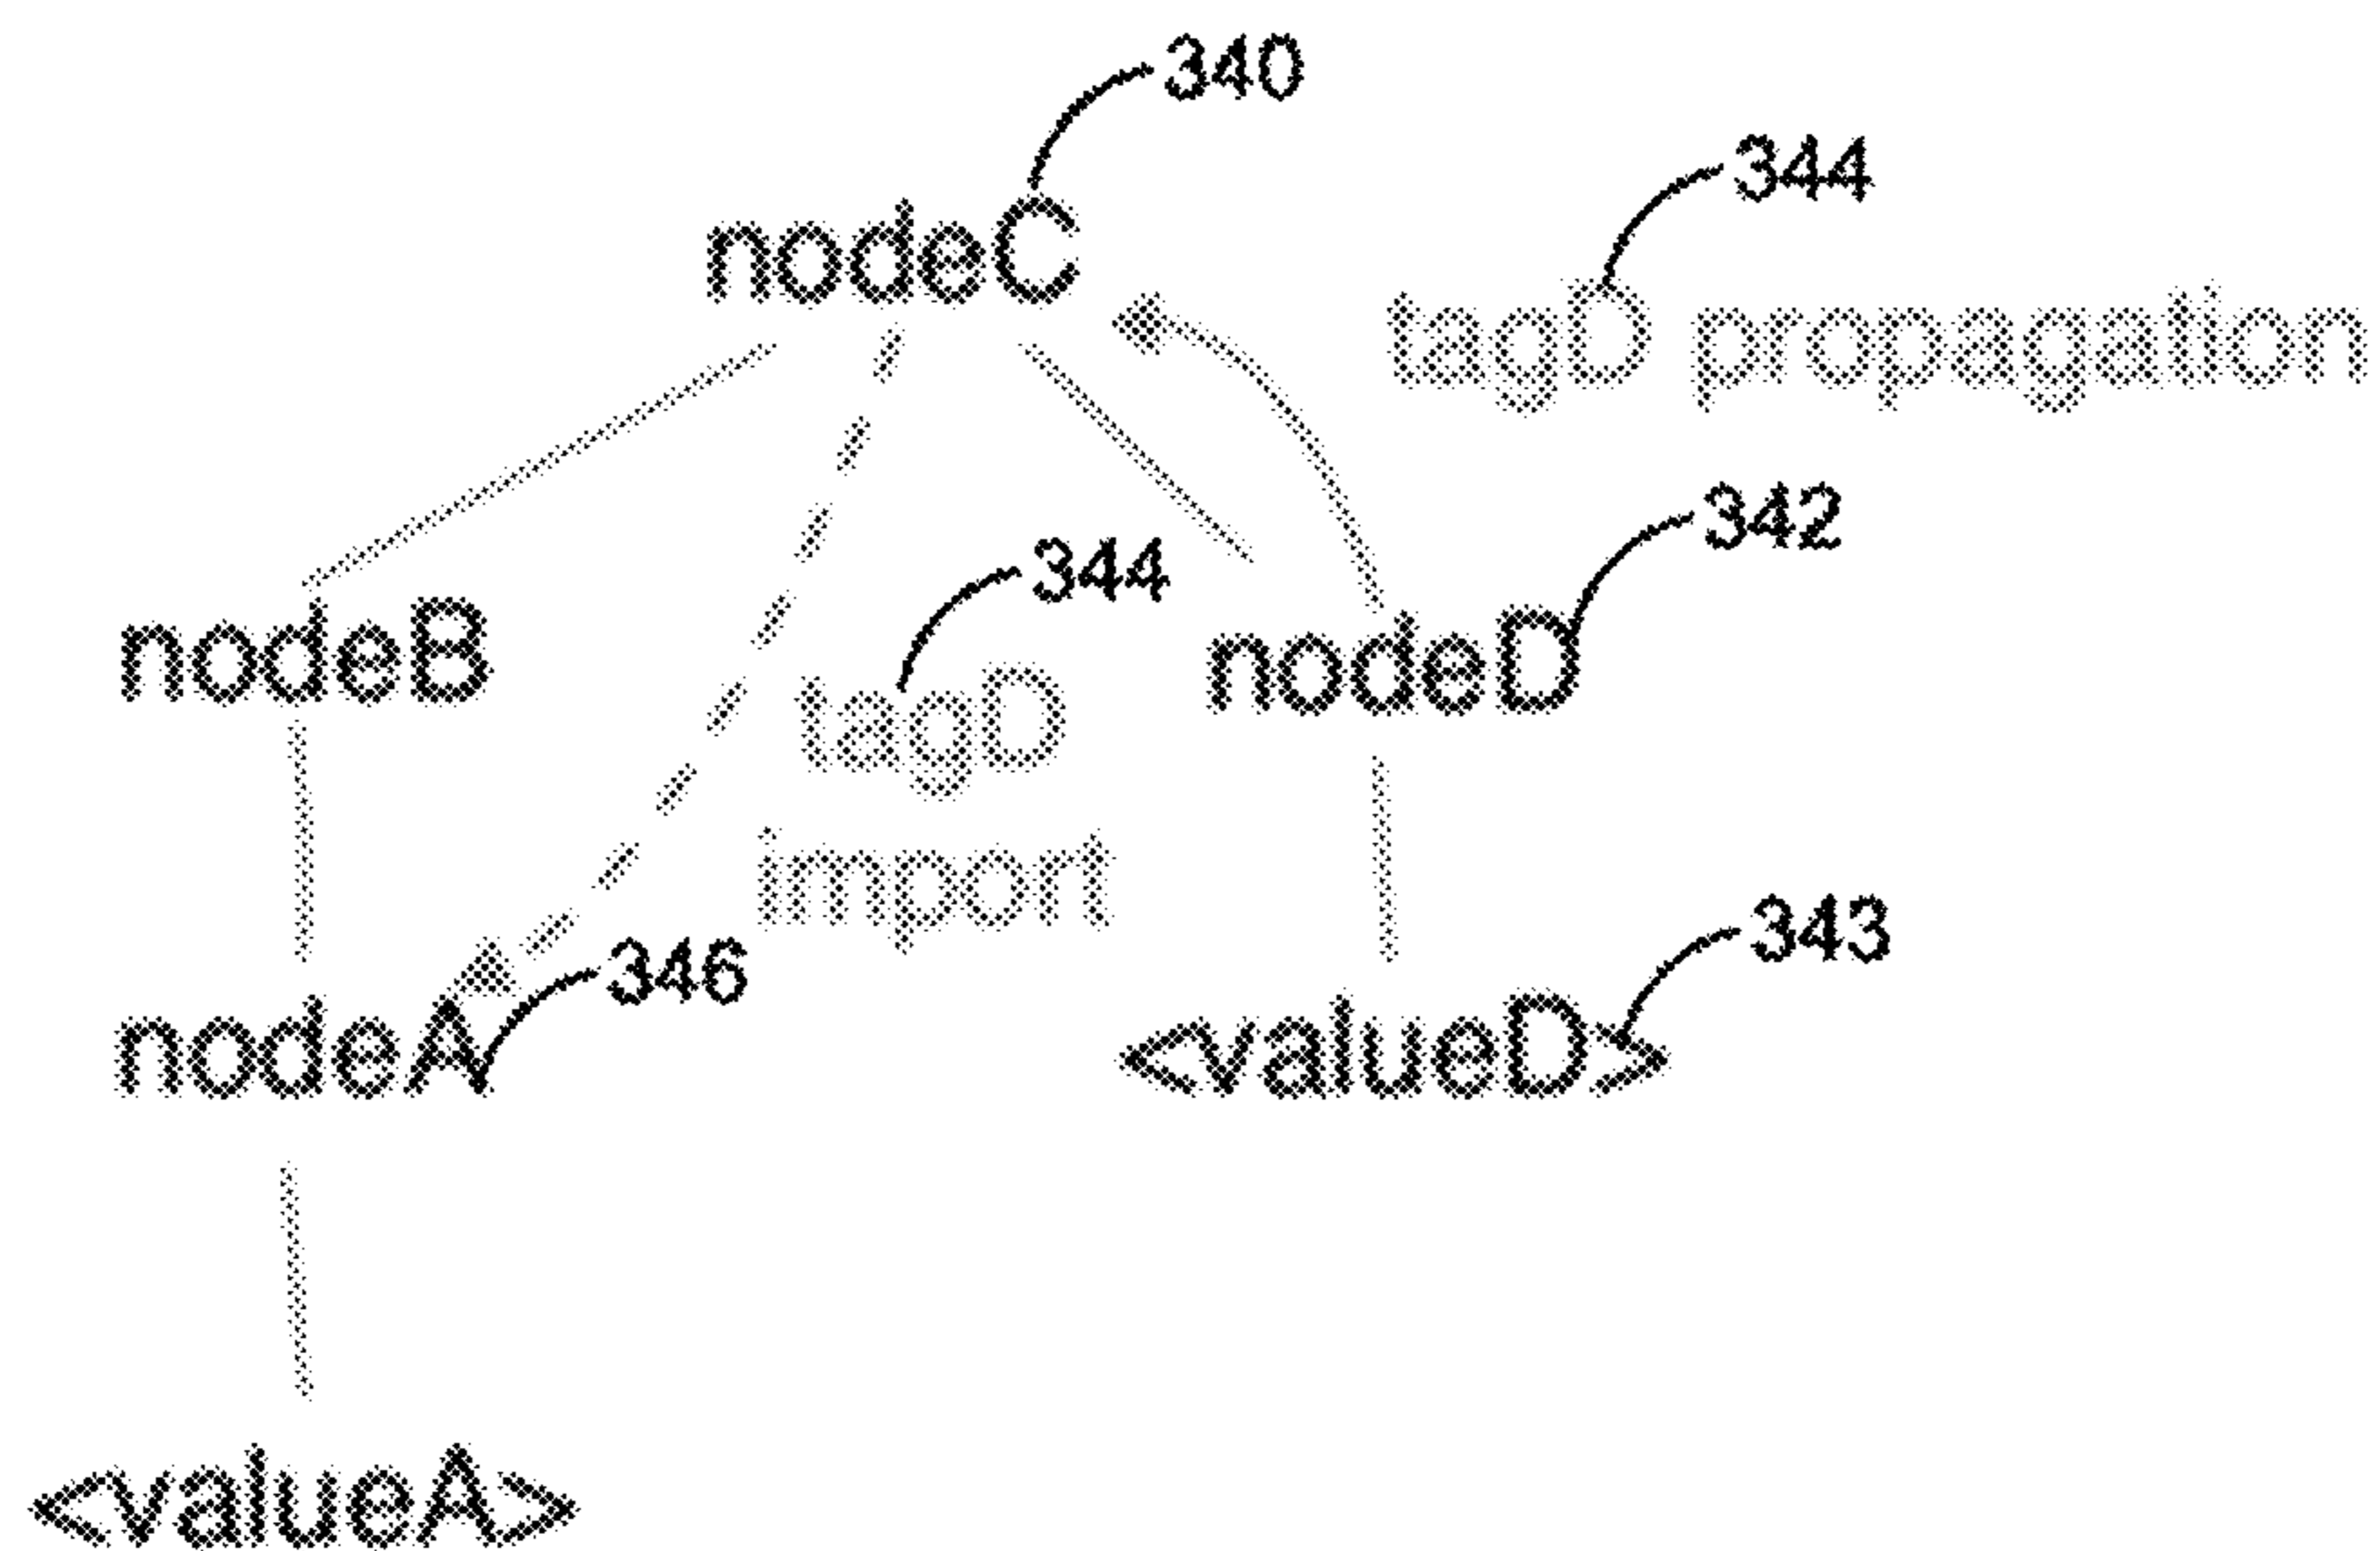 340
344
nodeC
tagD propagation
342
344
nodeB
nodeD
tagD
import
343
346
nodeA
<valueD>
<valueA>